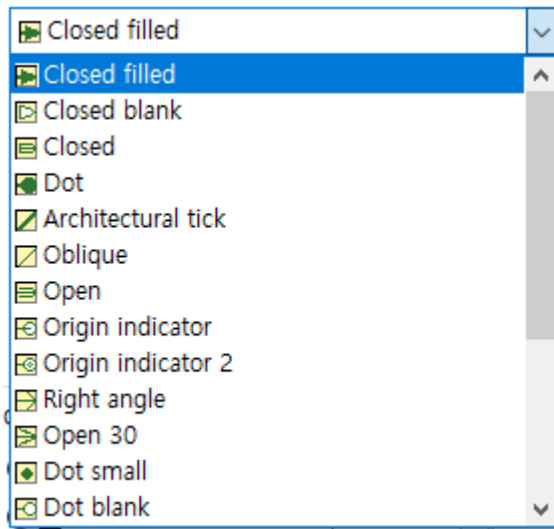 Closed filled
Closed filled
Closed blank
Closed
Dot
Architectural tick
Oblique
Open
Origin indicator
Origin indicator 2
Right angle
Open 30
Dot small
Dot blank